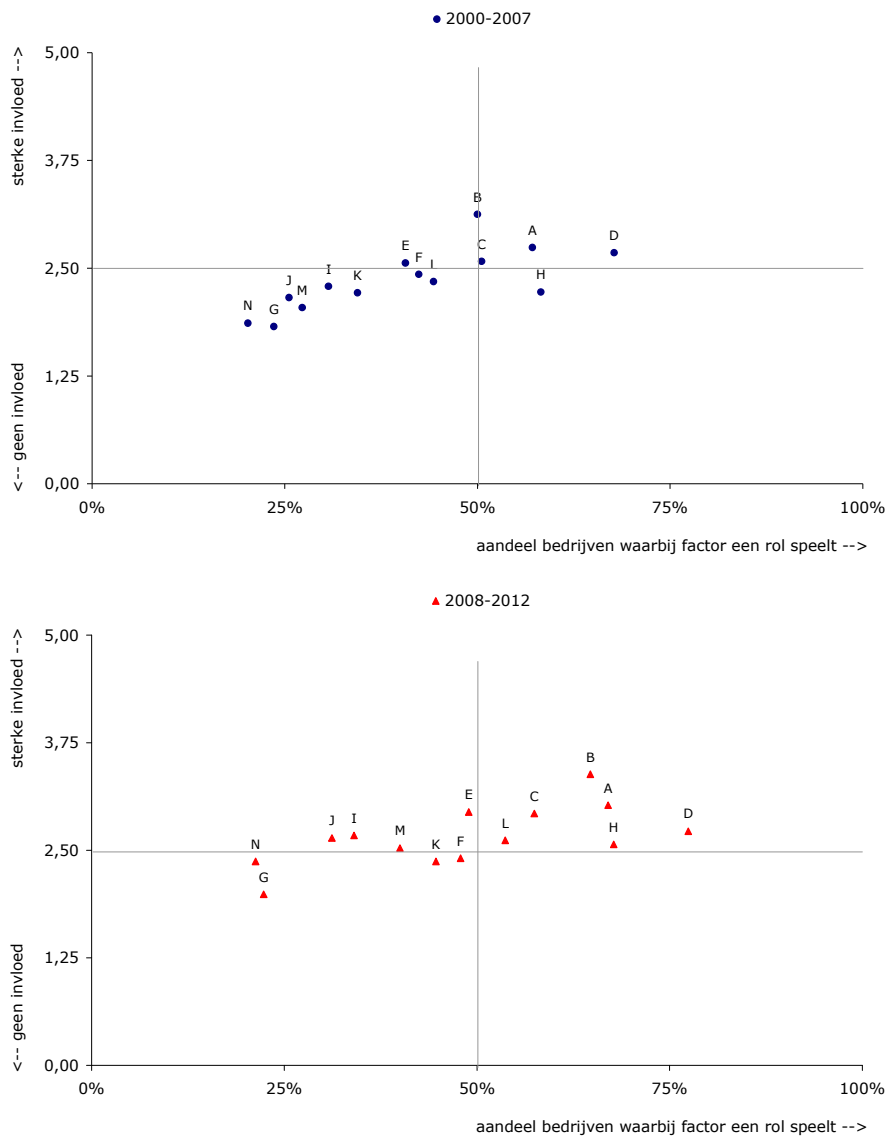 2000-2007
sterke invloed -->
<-- geen invloed
5,00
3,75
2,50
1,25
0,00
B
A
D
C
E
F
I
H
I
K
J
M
N
G
0%
25%
50%
75%
100%
aandeel bedrijven waarbij factor een rol speelt -->
2008-2012
sterke invloed -->
<-- geen invloed
5,00
3,75
2,50
1,25
0,00
B
A
E
C
D
L
H
J
I
M
K
F
N
G
0%
25%
50%
75%
100%
aandeel bedrijven waarbij factor een rol speelt -->